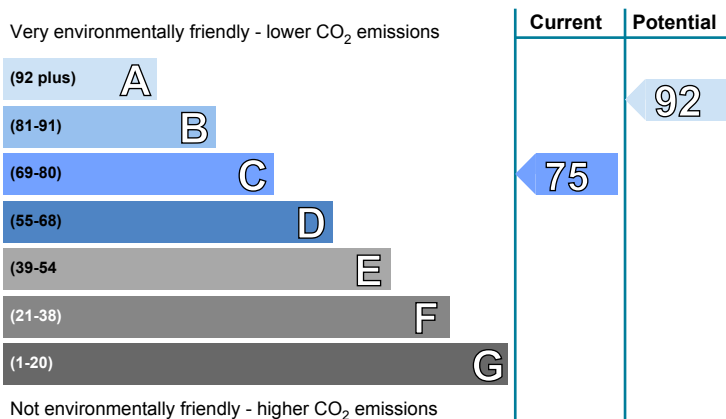 Current Potential
Very environmentally friendly - lower CO2 emissions
(92 plus) A
92
(81-91) B
(69-80) C
75
(55-68) D
(39-54 E
(21-38) F
(1-20) G
Not environmentally friendly - higher CO2 emissions